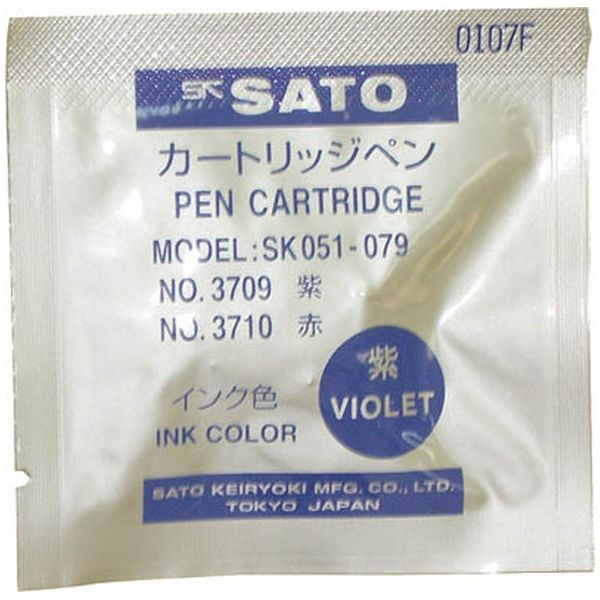 0107F
SK SATO
カートリッジペン
PEN CARTRIDGE
MODEL:SK051-079
NO.3709 紫
NO.3710 赤
紫
VIOLET
インク色
INK COLOR
SATO KEIRYOKI MFG. CO., LTD.
TOKYO JAPAN